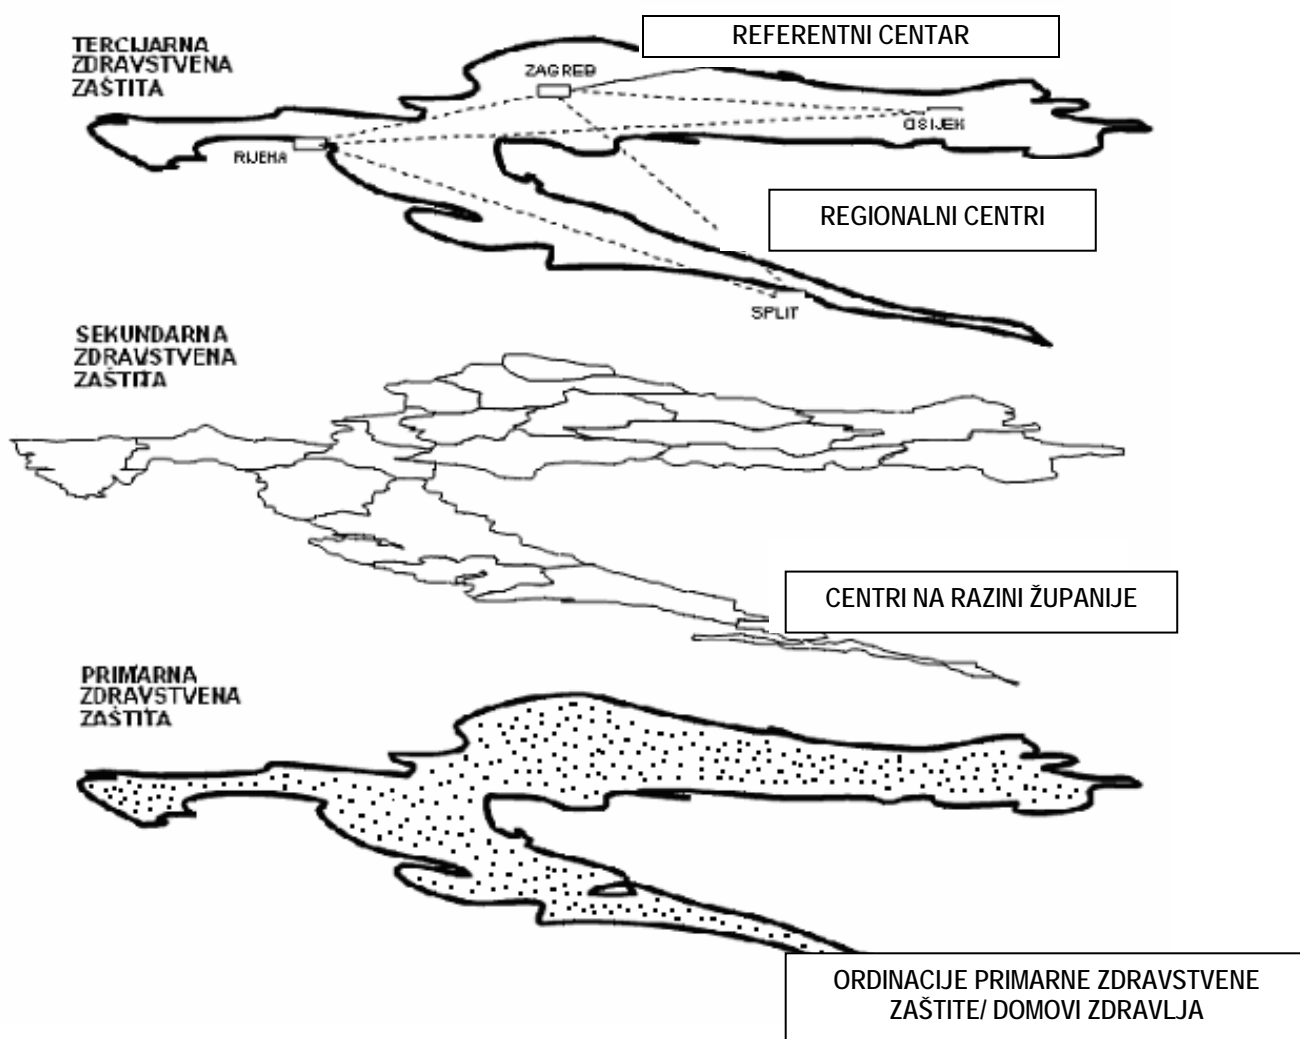 REFERENTNI CENTAR
TERCIJARNA
ZDRAVSTVENA
ZAŠTITA
ZAGREB
OSIJEK
RIJEKA
REGIONALNI CENTRI
SPLIT
SEKUNDARNA
ZDRAVSTVENA
ZAŠTITA
CENTRI NA RAZINI ŽUPANIJE
PRIMARNA
ZDRAVSTVENA
ZAŠTITA
ORDINACIJE PRIMARNE ZDRAVSTVENE
ZAŠTITE/ DOMOVI ZDRAVLJA